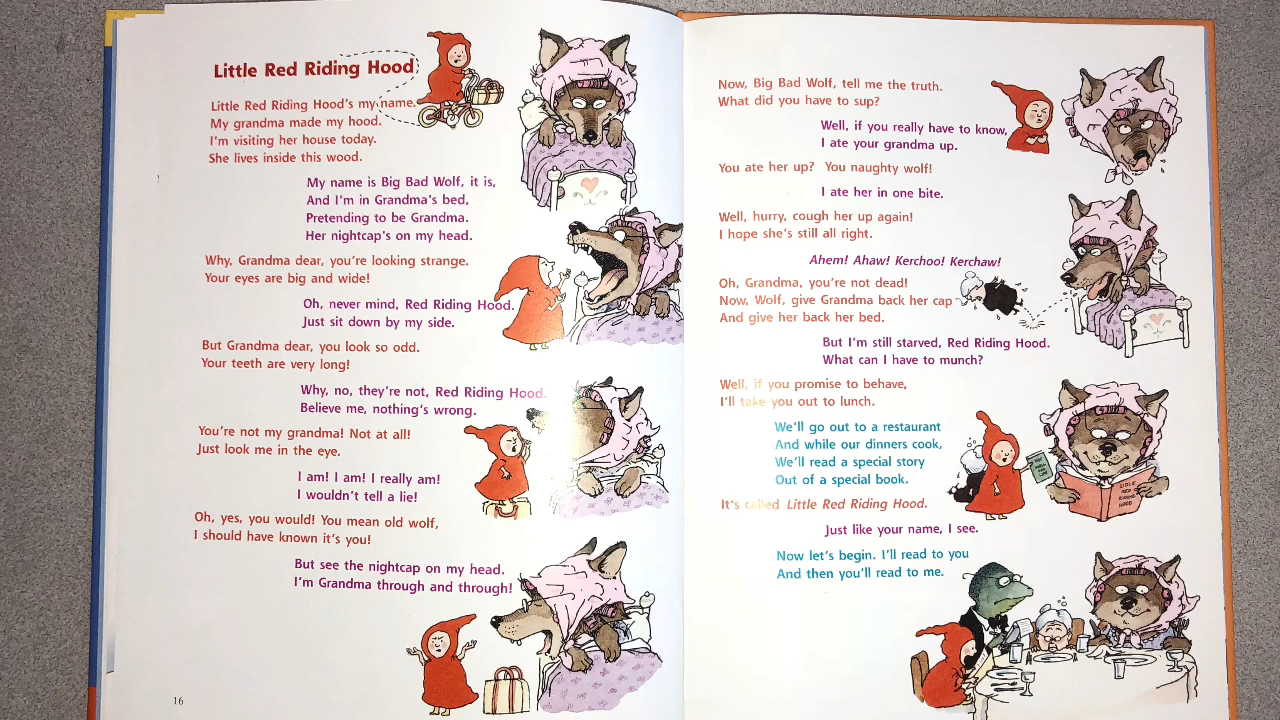 Little Red Riding Hood
Little Red Riding Hood's my name.
My grandma made my hood.
I'm visiting her house today.
She lives inside this wood.
My name is Big Bad Wolf, it is,
And I'm in Grandma's bed,
Pretending to be Grandma.
Her nightcap's on my head.
Why, Grandma dear, you're looking strange.
Your eyes are big and wide!
Oh, never mind, Red Riding Hood.
Just sit down by my side.
But Grandma dear, you look so odd.
Your teeth are very long!
Why, no, they're not, Red Riding Hood.
Believe me, nothing's wrong.
You're not my grandma! Not at all!
Just look me in the eye.
I am! I am! I really am!
I wouldn't tell a lie!
Oh, yes, you would! You mean old wolf,
I should have known it's you!
But see the nightcap on my head.
I'm Grandma through and through!
16
Now, Big Bad Wolf, tell me the truth.
What did you have to sup?
Well, if you really have to know,
I ate your grandma up.
You ate her up? You naughty wolf!
I ate her in one bite.
Well, hurry, cough her up again!
I hope she's still all right.
Ahem! Ahaw! Kerchoo! Kerchaw!
Oh, Grandma, you're not dead!
Now, Wolf, give Grandma back her cap
And give her back her bed.
But I'm still starved, Red Riding Hood.
What can I have to munch?
Well, if you promise to behave,
I'll take you out to lunch.
We'll go out to a restaurant
And while our dinners cook,
We'll read a special story
Out of a special book.
It's called Little Red Riding Hood.
Just like your name, I see.
Now let's begin. I'll read to you
And then you'll read to me.
LITTLE
RED
RIDING
HOOD